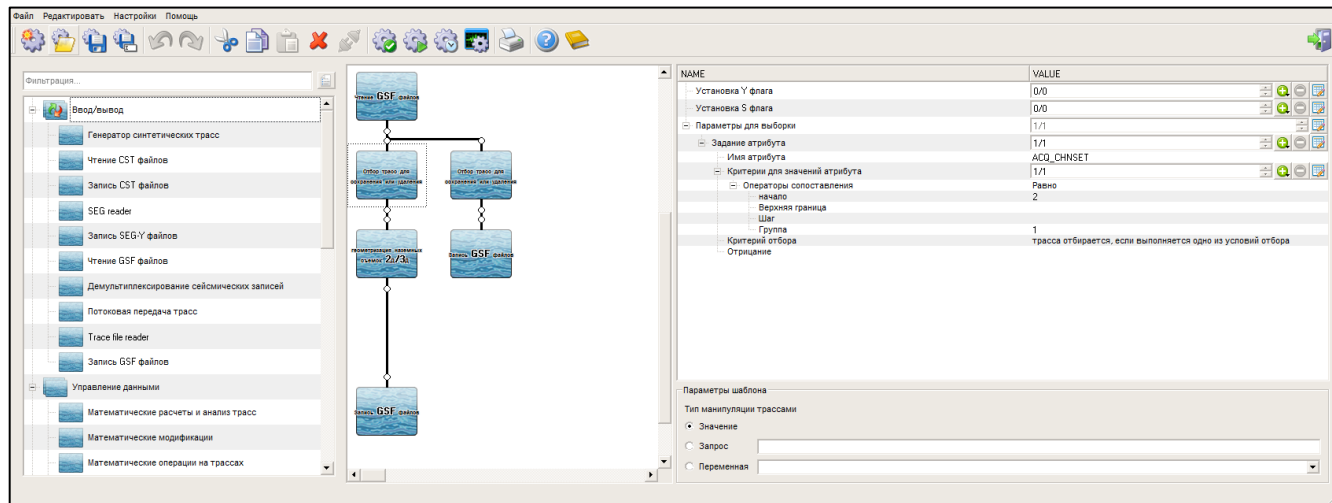 Файл Редактировать Настройки Помощь
Фильтрация...
Ввод/вывод
Генератор синтетических трасс
Чтение CST файлов
Запись CST файлов
SEG reader
Запись SEG-Y файлов
Чтение GSF файлов
Демультиплексирование сейсмических записей
Потоковая передача трасс
Trace file reader
Запись GSF файлов
Управление данными
Математические расчеты и анализ трасс
Математические модификации
Математические операции на трассах
Чтение GSF файлов
Отбор трасс для сохранения или удаления
Отбор трасс для сохранения или удаления
Геометризация наземных съемок 2д/3д
Запись GSF файлов
Запись GSF файлов
NAME VALUE
Установка Y флага 0/0
Установка S флага 0/0
Параметры для выборки 1/1
Задание атрибута 1/1
Имя атрибута ACQ_CHNSET
Критерии для значений атрибута 1/1
Операторы сопоставления Равно
начало 2
Верхняя граница
Шаг
Группа 1
Критерий отбора трасса отбирается, если выполняется одно из условий отбора
Отрицание
Параметры шаблона
Тип манипуляции трассами
Значение
Запрос
Переменная